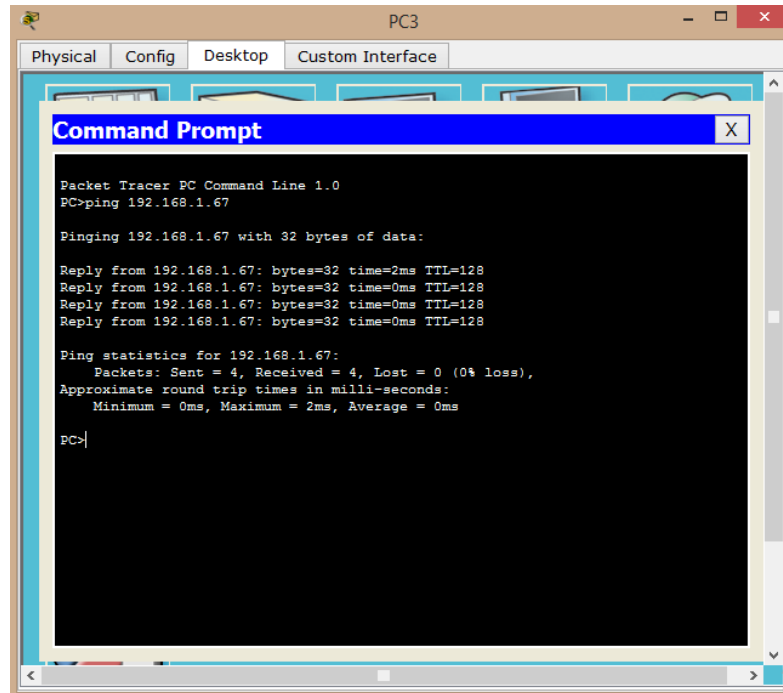 PC3
Physical Config Desktop Custom Interface
Command Prompt X
Packet Tracer PC Command Line 1.0
PC>ping 192.168.1.67
Pinging 192.168.1.67 with 32 bytes of data:
Reply from 192.168.1.67: bytes=32 time=2ms TTL=128
Reply from 192.168.1.67: bytes=32 time=0ms TTL=128
Reply from 192.168.1.67: bytes=32 time=0ms TTL=128
Reply from 192.168.1.67: bytes=32 time=0ms TTL=128
Ping statistics for 192.168.1.67:
Packets: Sent = 4, Received = 4, Lost = 0 (0% loss),
Approximate round trip times in milli-seconds:
Minimum = 0ms, Maximum = 2ms, Average = 0ms
PC>